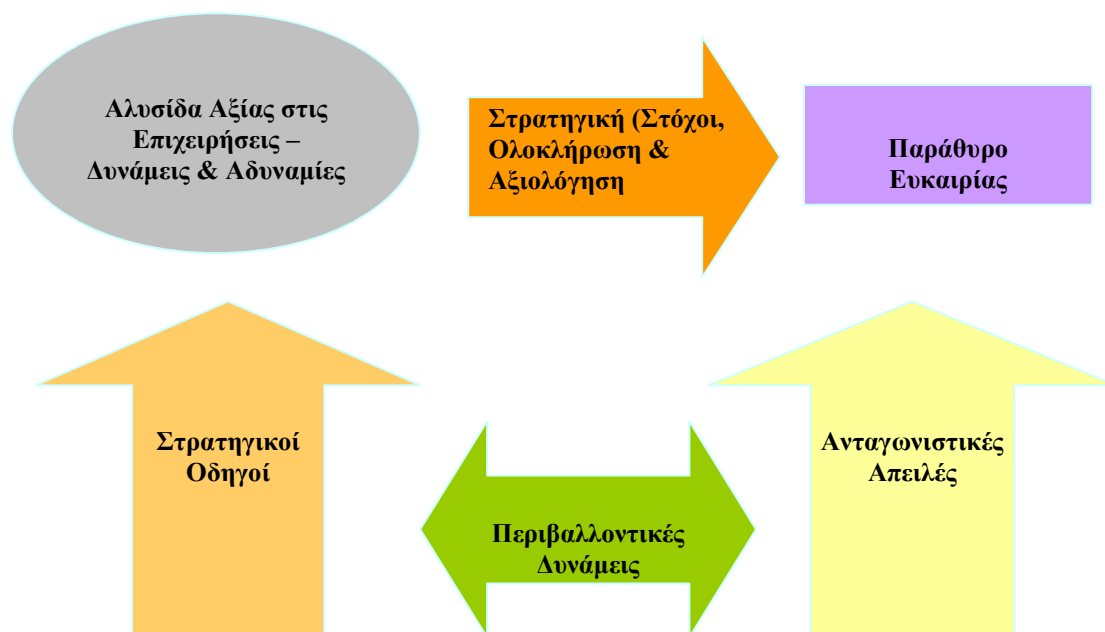 Αλυσίδα Αξίας στις
Επιχειρήσεις –
Δυνάμεις & Αδυναμίες
Στρατηγική (Στόχοι,
Ολοκλήρωση &
Αξιολόγηση
Παράθυρο
Ευκαιρίας
Στρατηγικοί
Οδηγοί
Περιβαλλοντικές
Δυνάμεις
Ανταγωνιστικές
Απειλές